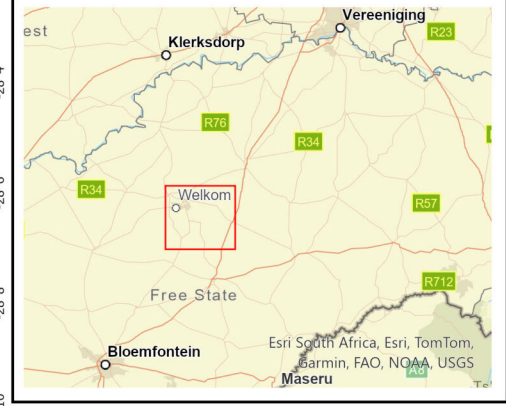 Vereeniging
est
R23
Klerksdorp
R76
R34
R34
Welkom
R57
R712
Free State
Esri South Africa, Esri, TomTom,
Garmin, FAO, NOAA, USGS
Bloemfontein
A8
Maseru